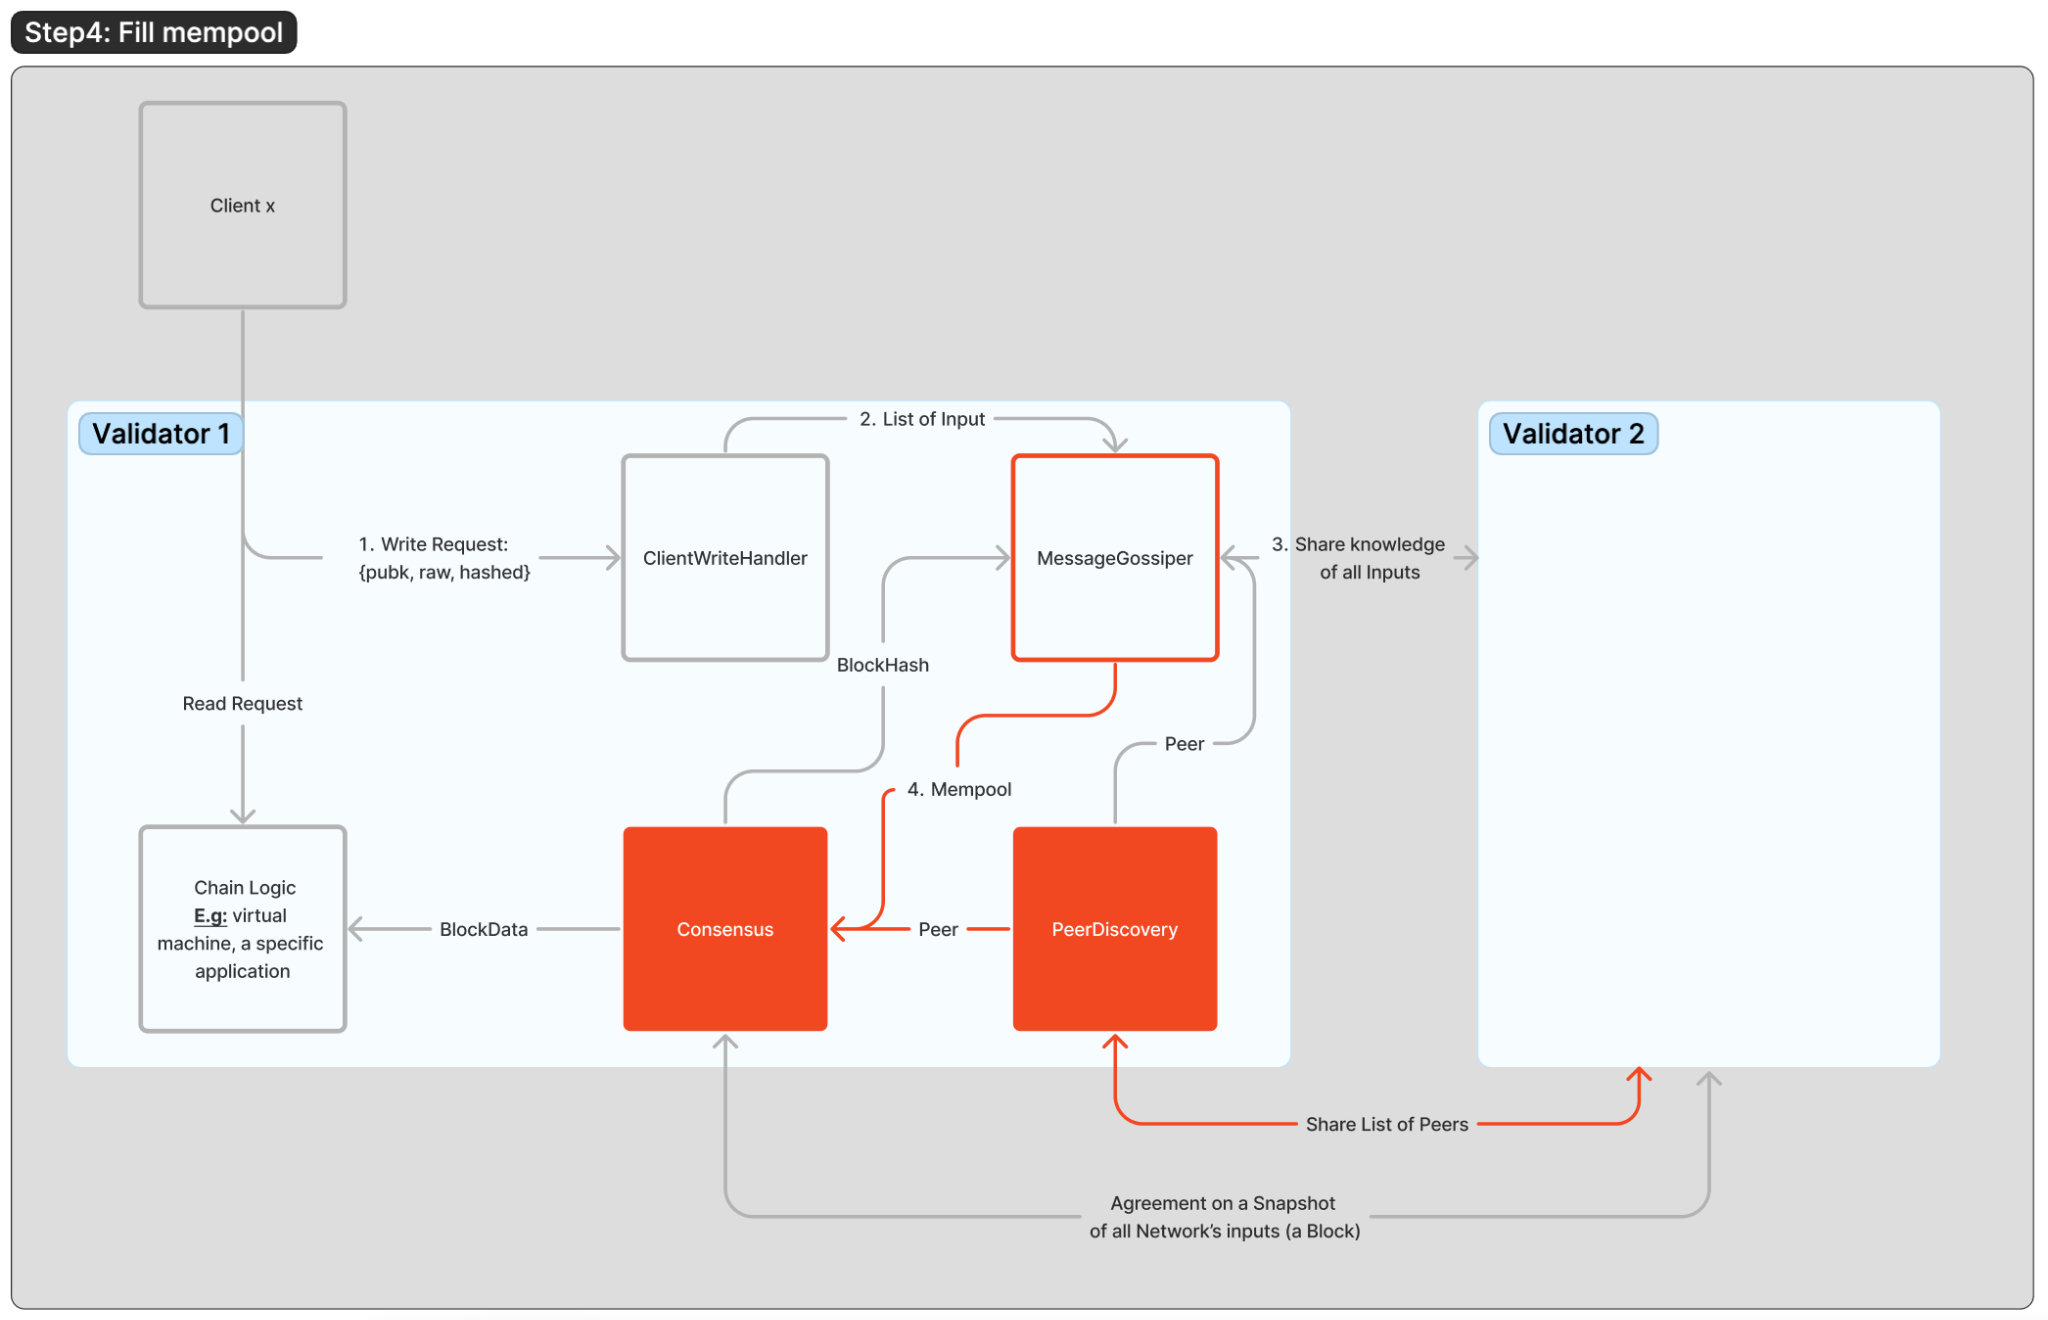 Step4: Fill mempool
Client x
Validator 1
2. List of Input
Validator 2
1. Write Request:
{pubk, raw, hashed}
ClientWriteHandler
MessageGossiper
3. Share knowledge
of all Inputs
BlockHash
Read Request
Peer
4. Mempool
Chain Logic
E.g: virtual
machine, a specific
application
BlockData
Consensus
Peer
PeerDiscovery
Share List of Peers
Agreement on a Snapshot
of all Network’s inputs (a Block)